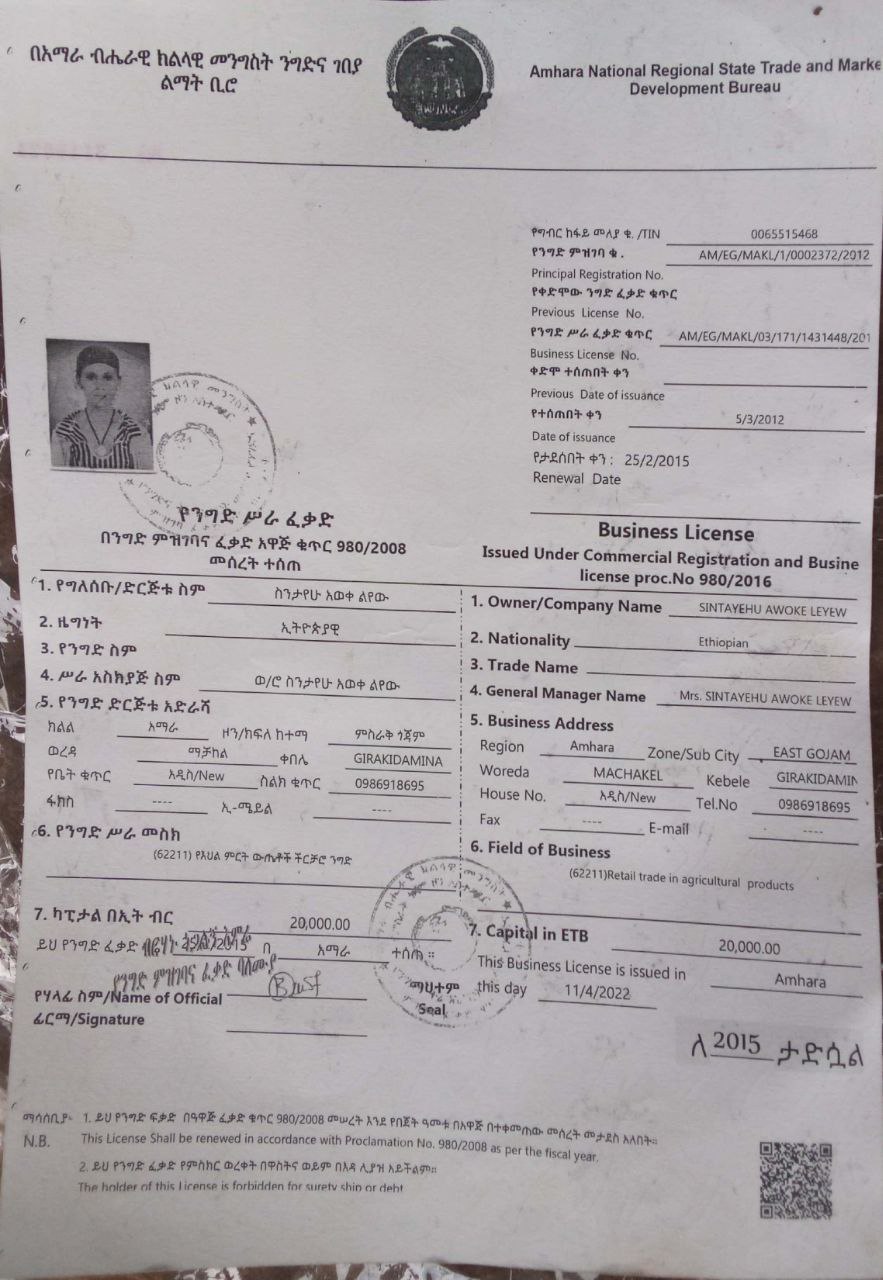 በአማራ ብሔራዊ ክልላዊ መንግስት ንግድና ገበያ
ልማት ቢሮ
Amhara National Regional State Trade and Marke
Development Bureau
የግብር ከፋይ መለያ ቁ. /TIN 0065515468
የንግድ ምዝገባ ቁ . AM/EG/MAKL/1/0002372/2012
Principal Registration No.
የቀድሞው ንግድ ፈቃድ ቁጥር
Previous License No.
የንግድ ሥራ ፈቃድ ቁጥር AM/EG/MAKL/03/171/1431448/201
Business License No.
ቀድሞ ተሰጠበት ቀን
Previous Date of issuance
የተሰጠበት ቀን 5/3/2012
Date of issuance
የታደሰበት ቀን : 25/2/2015
Renewal Date
የንግድ ሥራ ፈቃድ
በንግድ ምዝገባና ፈቃድ አዋጅ ቁጥር 980/2008
መሰረት ተሰጠ
Business License
Issued Under Commercial Registration and Busine
license proc.No 980/2016
1. የግለሰቡ/ድርጅቱ ስም ስንታየሁ አወቀ ልየው
2. ዜግነት ኢትዮጵያዊ
3. የንግድ ስም
4. ሥራ አስኪያጅ ስም ወ/ሮ ስንታየሁ አወቀ ልየው
5. የንግድ ድርጅቱ አድራሻ
ክልል አማራ ዞን/ክፍለ ከተማ ምስራቅ ጎጃም
ወረዳ ማቻከል ቀበሌ GIRAKIDAMINA
የቤት ቁጥር አዲስ/New ስልክ ቁጥር 0986918695
ፋክስ ---- ኢ-ሜይል ----
6. የንግድ ሥራ መስክ
(62211) የእህል ምርት ውጤቶች ችርቻሮ ንግድ
7. ካፒታል በኢት ብር 20,000.00
ይህ የንግድ ፈቃድ በ አማራ ተሰጠ ።
የንግድ ምዝገባና ፈቃድ ባለሙያ
የሃላፊ ስም/Name of Official
ፊርማ/Signature
ማህተም
Seal
1. Owner/Company Name SINTAYEHU AWOKE LEYEW
2. Nationality Ethiopian
3. Trade Name
4. General Manager Name Mrs. SINTAYEHU AWOKE LEYEW
5. Business Address
Region Amhara Zone/Sub City EAST GOJAM
Woreda MACHAKEL Kebele GIRAKIDAMIN
House No. አዲስ/New Tel.No 0986918695
Fax ---- E-mail ----
6. Field of Business
(62211)Retail trade in agricultural products
7. Capital in ETB 20,000.00
This Business License is issued in Amhara
this day 11/4/2022
ለ 2015 ታድሷል
ማሳሰቢያ- 1. ይህ የንግድ ፍቃድ በዓዋጅ ፈቃድ ቁጥር 980/2008 መሠረት እንደ የበጀት ዓመቱ በአዋጅ በተቀመጠው መሰረት መታደስ አለበት።
N.B. This License Shall be renewed in accordance with Proclamation No. 980/2008 as per the fiscal year.
2. ይህ የንግድ ፈቃድ የምስክር ወረቀት በዋስትና ወይም በእዳ ሊያዝ አይችልም።
The holder of this License is forbidden for surety ship or debt